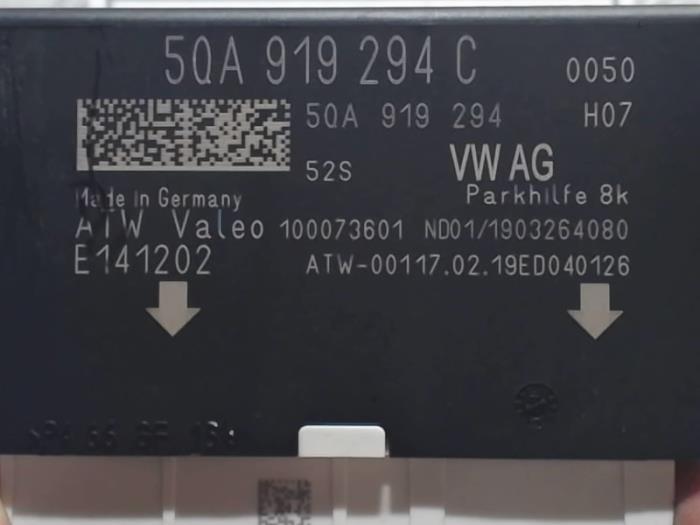 5QA 919 294 C 0050
5QA 919 294 H07
52S VW AG
Made in Germany Parkhilfe 8k
ATW Valeo 100073601 ND01/1903264080
E141202 ATW-00117.02.19ED040126